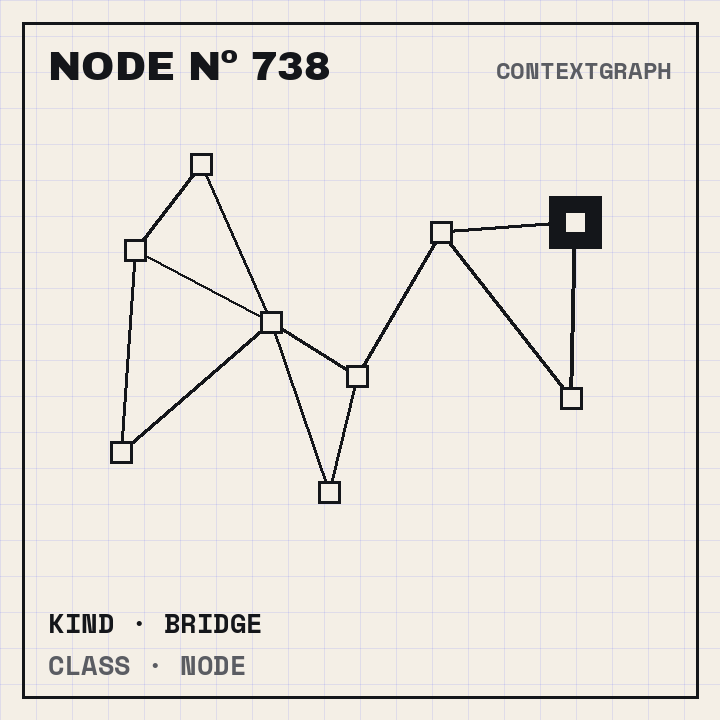 NODE Nº 738
CONTEXTGRAPH
KIND · BRIDGE
CLASS · NODE